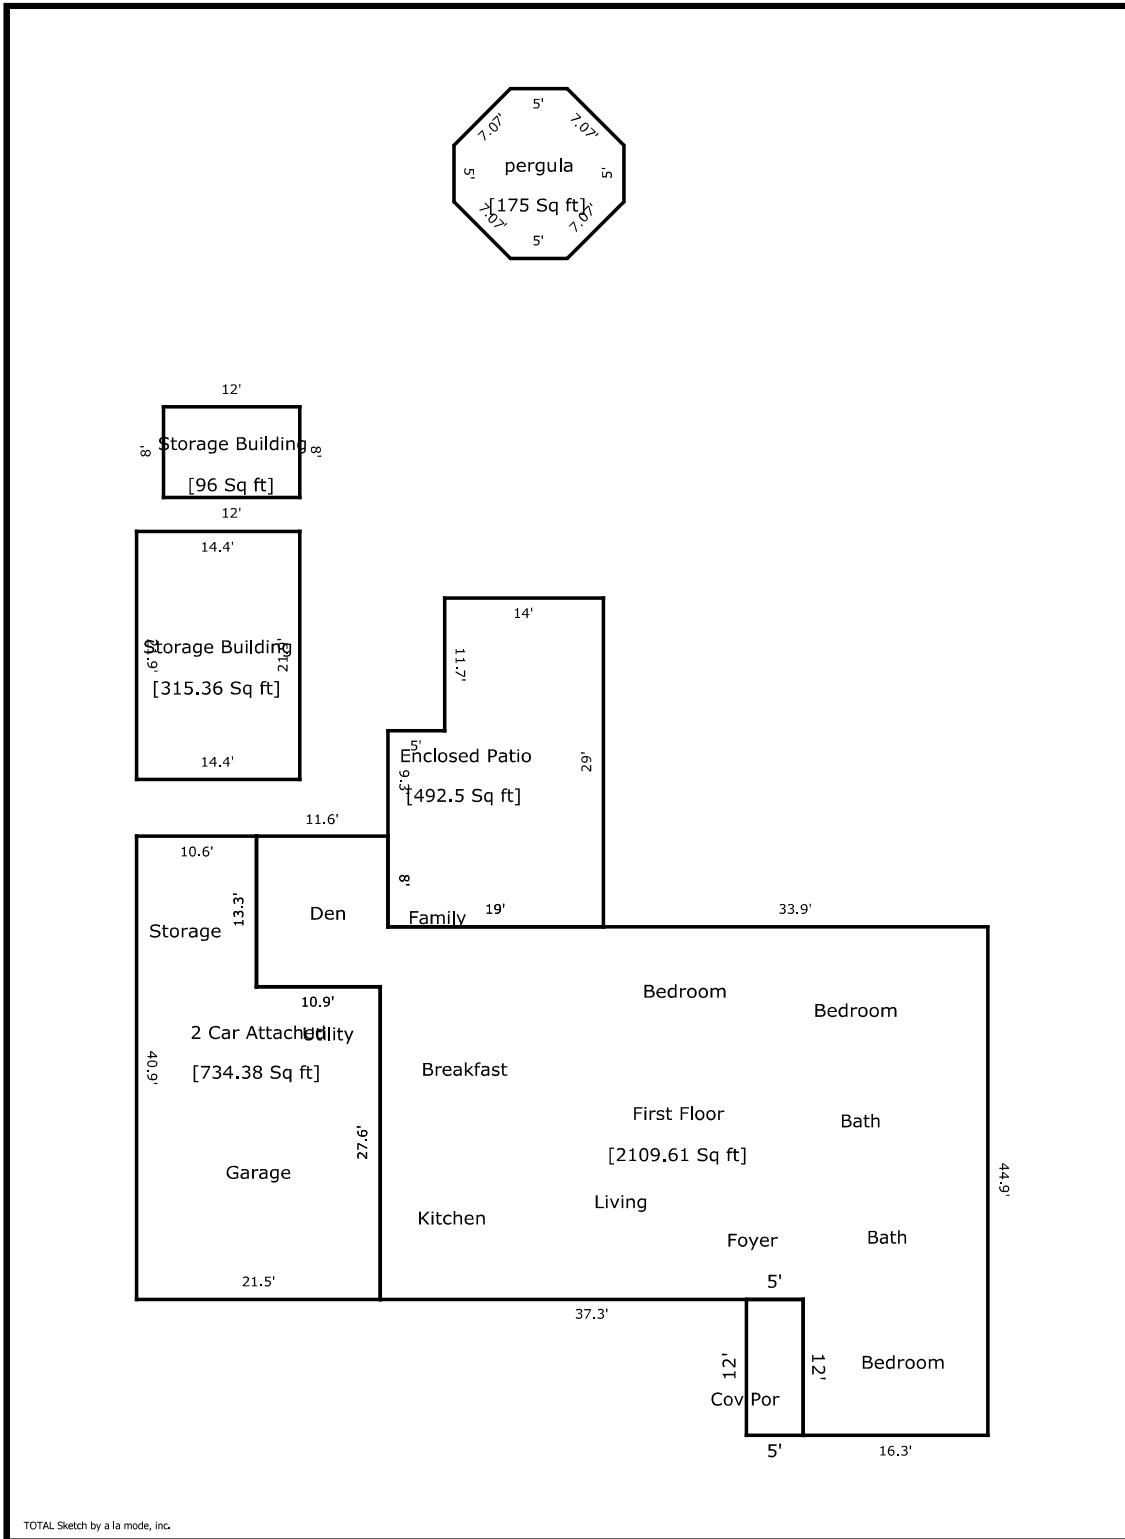 5'
7.07' 7.07'
pergula
5' 5'
[175 Sq ft]
7.07' 7.07'
5'
12'
8' Storage Building 8'
[96 Sq ft]
12'
14.4'
Storage Building
[315.36 Sq ft]
14.4'
14'
11.7'
5'
Enclosed Patio 29'
9.3'
[492.5 Sq ft]
11.6'
10.6'
13.3' 8'
Den
Family 19' 33.9'
Storage
Bedroom
10.9' Bedroom
2 Car Attached Utility
[734.38 Sq ft] Breakfast
40.9'
First Floor Bath
27.6'
[2109.61 Sq ft]
Garage 44.9'
Living
Kitchen
Foyer Bath
21.5' 5'
37.3'
12' 12' Bedroom
Cov Por
5' 16.3'
TOTAL Sketch by a la mode, inc.